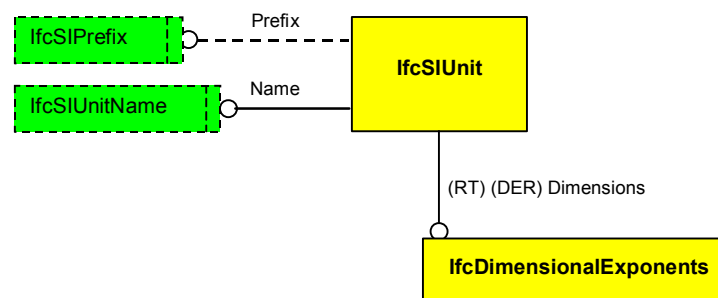 Prefix
IfcSIPrefix
IfcSIUnit
Name
IfcSIUnitName
(RT) (DER) Dimensions
IfcDimensionalExponents